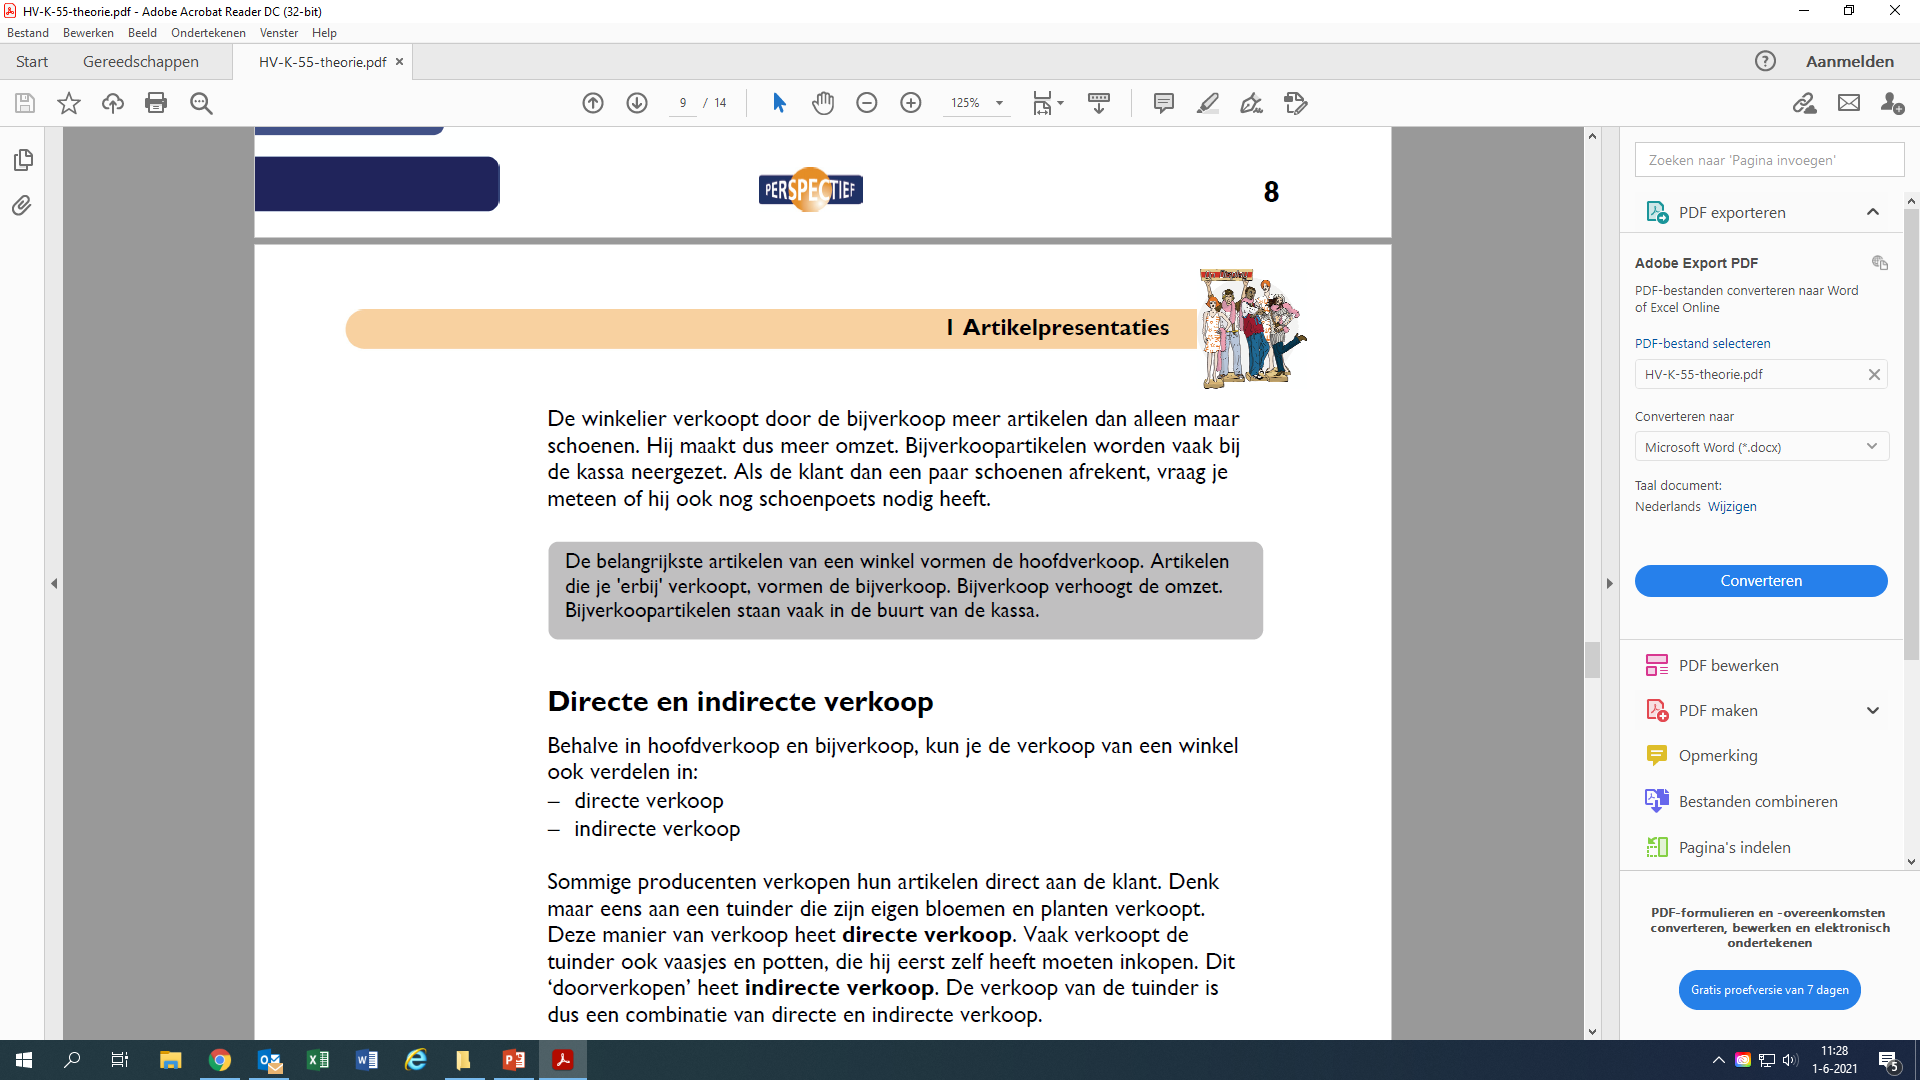 HV-K-55-theorie.pdf - Adobe Acrobat Reader DC (32-bit)
Bestand Bewerken Beeld Ondertekenen Venster Help
Start Gereedschappen HV-K-55-theorie.pdf Aanmelden
9 / 14 125%
PERSPECTIEF
8
1 Artikelpresentaties
De winkelier verkoopt door de bijverkoop meer artikelen dan alleen maar
schoenen. Hij maakt dus meer omzet. Bijverkoopartikelen worden vaak bij
de kassa neergezet. Als de klant dan een paar schoenen afrekent, vraag je
meteen of hij ook nog schoenpoets nodig heeft.
De belangrijkste artikelen van een winkel vormen de hoofdverkoop. Artikelen
die je 'erbij' verkoopt, vormen de bijverkoop. Bijverkoop verhoogt de omzet.
Bijverkoopartikelen staan vaak in de buurt van de kassa.
Directe en indirecte verkoop
Behalve in hoofdverkoop en bijverkoop, kun je de verkoop van een winkel
ook verdelen in:
– directe verkoop
– indirecte verkoop
Sommige producenten verkopen hun artikelen direct aan de klant. Denk
maar eens aan een tuinder die zijn eigen bloemen en planten verkoopt.
Deze manier van verkoop heet directe verkoop. Vaak verkoopt de
tuinder ook vaasjes en potten, die hij eerst zelf heeft moeten inkopen. Dit
‘doorverkopen’ heet indirecte verkoop. De verkoop van de tuinder is
dus een combinatie van directe en indirecte verkoop.
Zoeken naar 'Pagina invoegen'
PDF exporteren
Adobe Export PDF
PDF-bestanden converteren naar Word
of Excel Online
PDF-bestand selecteren
HV-K-55-theorie.pdf
Converteren naar
Microsoft Word (*.docx)
Taal document:
Nederlands Wijzigen
Converteren
PDF bewerken
PDF maken
Opmerking
Bestanden combineren
Pagina's indelen
PDF-formulieren en -overeenkomsten
converteren, bewerken en elektronisch
ondertekenen
Gratis proefversie van 7 dagen
11:28
1-6-2021
5